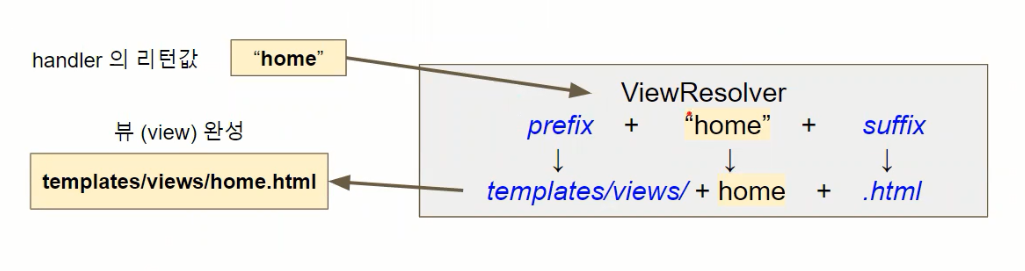 handler 의 리턴값
“home”
ViewResolver
prefix + “home” + suffix
↓ ↓ ↓
templates/views/ + home + .html
뷰 (view) 완성
templates/views/home.html